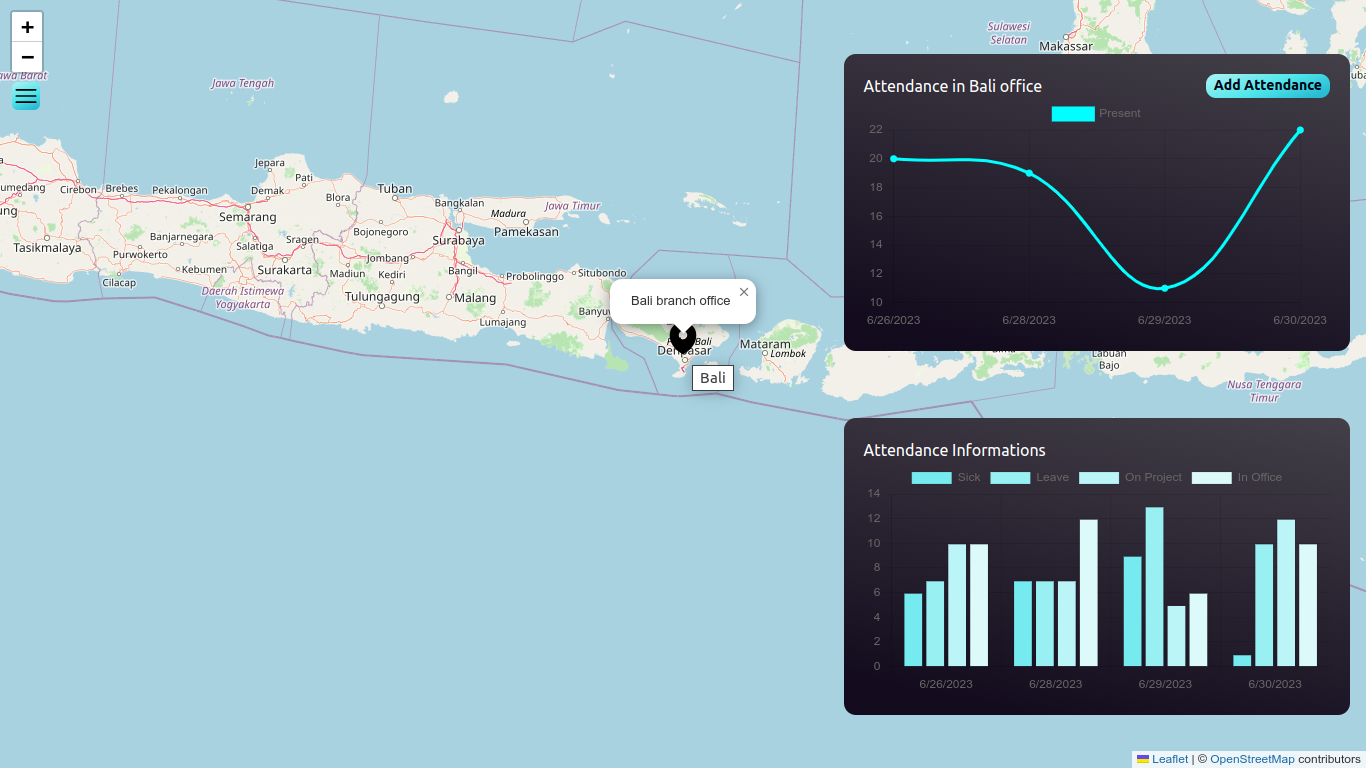 +
−
Sulawesi
Selatan
Makassar
Jawa Tengah
Jepara
Pati
Cirebon
Brebes
Pekalongan
Demak
Blora
Tuban
Bangkalan
Madura
Jawa Timur
Semarang
Banjarnegara
Salatiga
Sragen
Bojonegoro
Surabaya
Pamekasan
Tasikmalaya
Purwokerto
Kebumen
Surakarta
Madiun
Jombang
Kediri
Bangil
Probolinggo
Situbondo
Cilacap
Daerah Istimewa
Yogyakarta
Tulungagung
Malang
Lumajang
Bali branch office
×
Bali
Mataram
Lombok
Bali
Labuan
Bajo
Nusa Tenggara
Timur
Attendance in Bali office
Add Attendance
Present
22
20
18
16
14
12
10
6/26/2023 6/28/2023 6/29/2023 6/30/2023
Attendance Informations
Sick Leave On Project In Office
14
12
10
8
6
4
2
0
6/26/2023 6/28/2023 6/29/2023 6/30/2023
Leaflet | © OpenStreetMap contributors